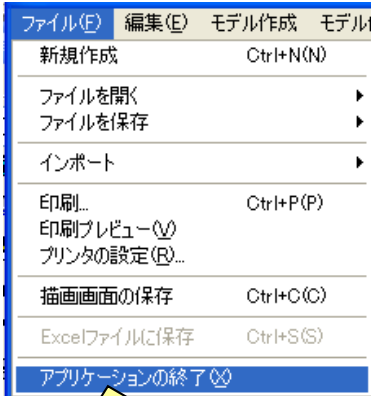 ファイル(F) 編集(E) モデル作成 モデル
新規作成 Ctrl+N(N)
ファイルを開く
ファイルを保存
インポート
印刷... Ctrl+P(P)
印刷プレビュー(V)
プリンタの設定(R)...
描画画面の保存 Ctrl+C(C)
Excelファイルに保存 Ctrl+S(S)
アプリケーションの終了(X)